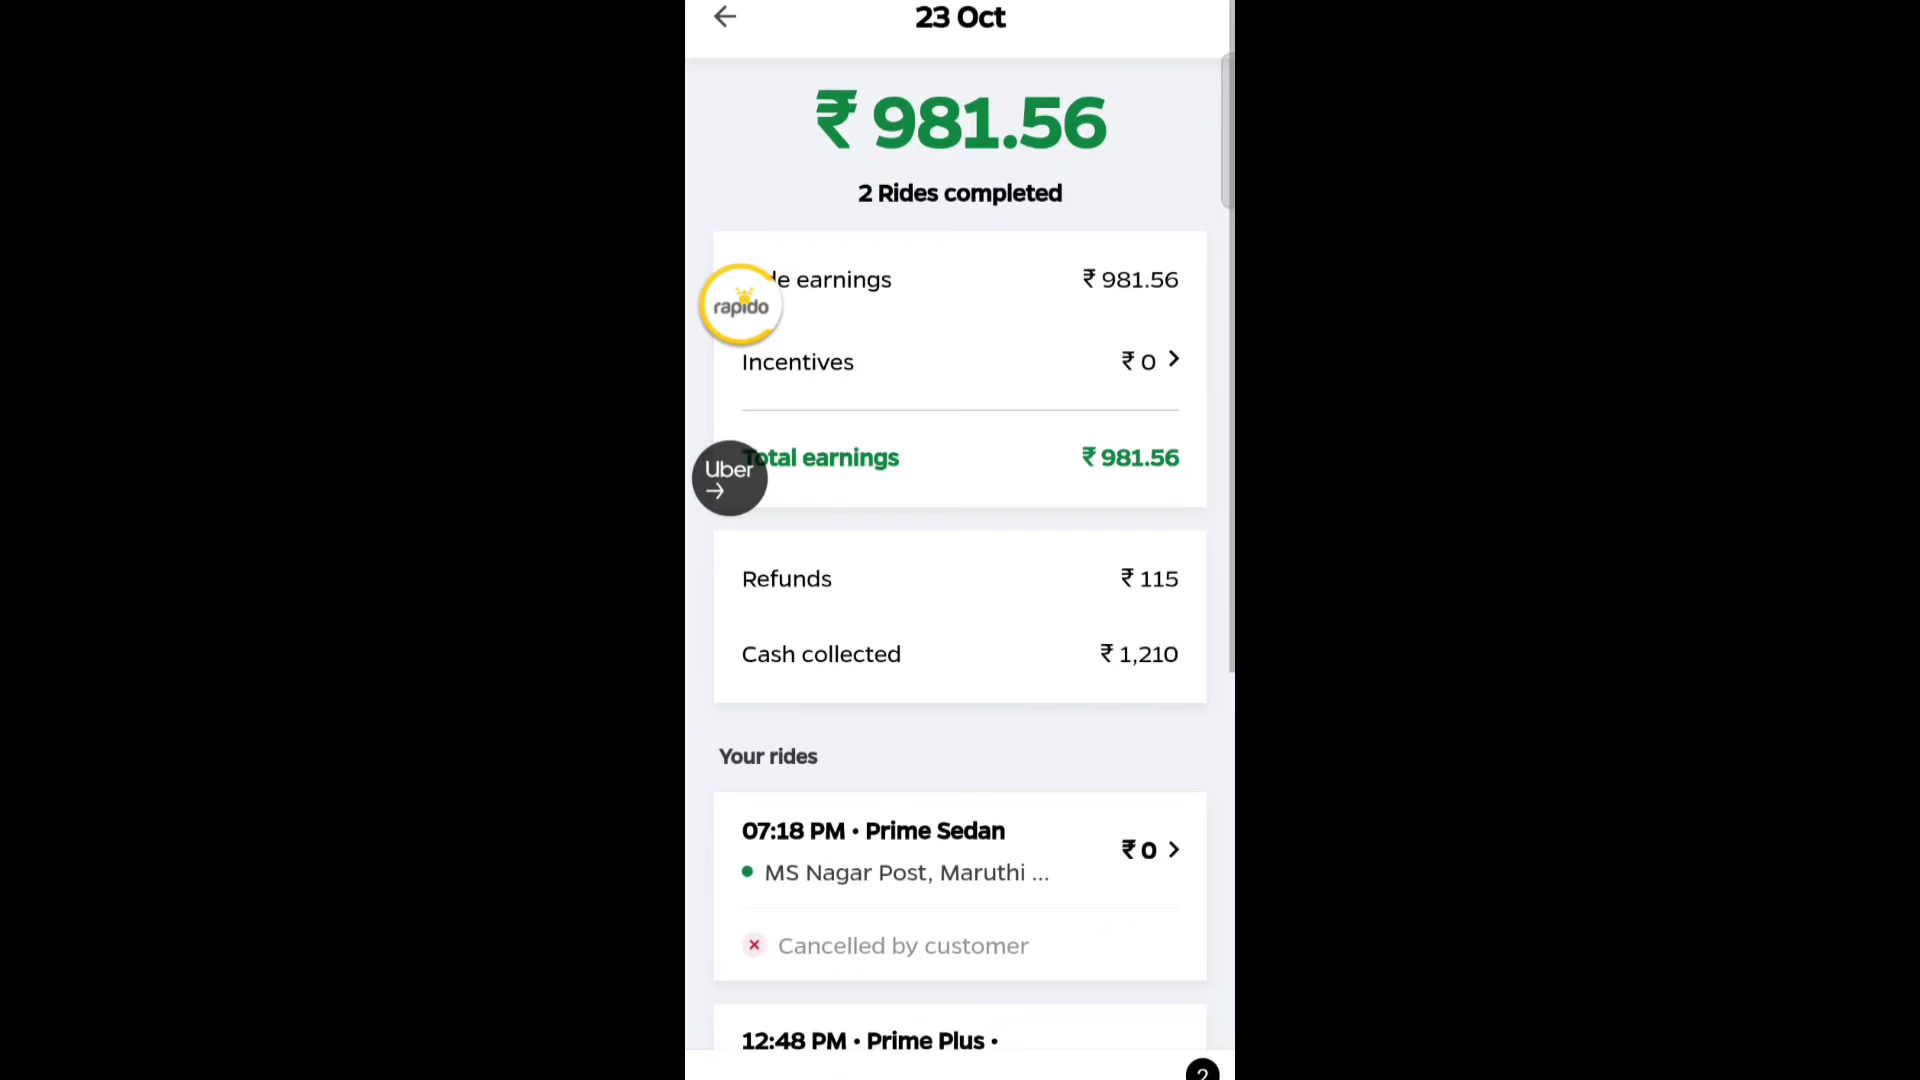 23 Oct
₹ 981.56
2 Rides completed
earnings ₹ 981.56
rapido
Incentives ₹ 0
Total earnings ₹ 981.56
Uber
Refunds ₹ 115
Cash collected ₹ 1,210
Your rides
07:18 PM • Prime Sedan
₹ 0
MS Nagar Post, Maruthi ...
Cancelled by customer
12:48 PM • Prime Plus •
2